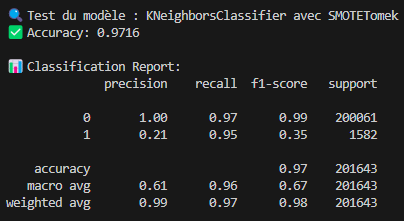 🔍 Test du modèle : KNeighborsClassifier avec SMOTETomek
✅ Accuracy: 0.9716
📊 Classification Report:
precision recall f1-score support
0 1.00 0.97 0.99 200061
1 0.21 0.95 0.35 1582
accuracy 0.97 201643
macro avg 0.61 0.96 0.67 201643
weighted avg 0.99 0.97 0.98 201643